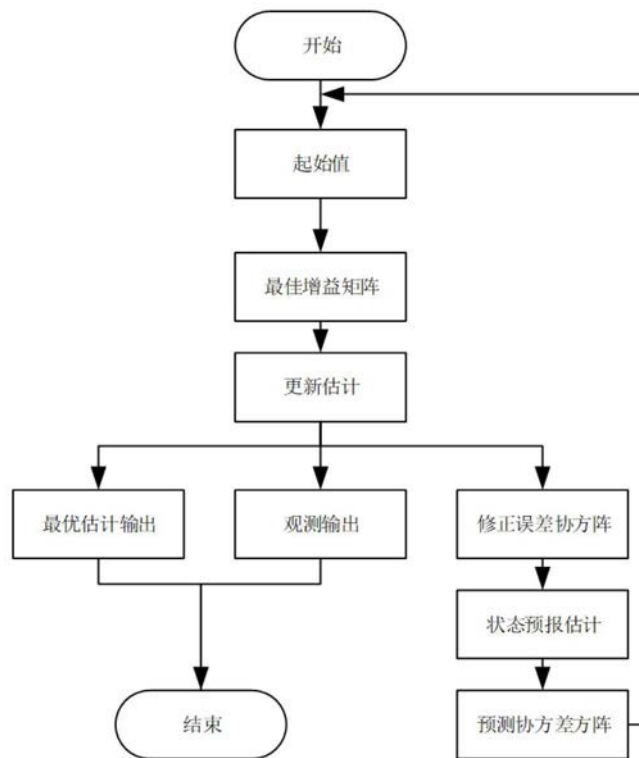 开始
起始值
最佳增益矩阵
更新估计
最优估计输出
观测输出
修正误差协方阵
状态预报估计
结束
预测协方差方阵